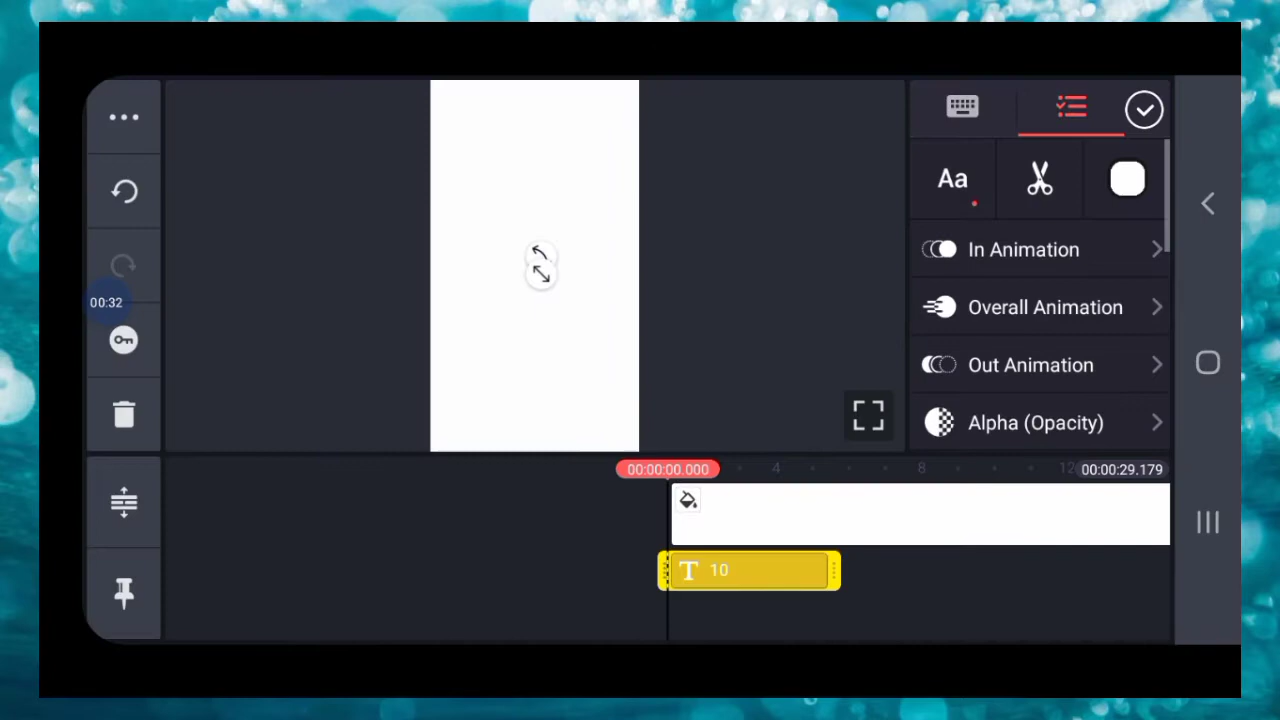 Aa
In Animation
00:32
Overall Animation
Out Animation
Alpha (Opacity)
00:00:00.000
4
8
12
00:00:29.179
T 10